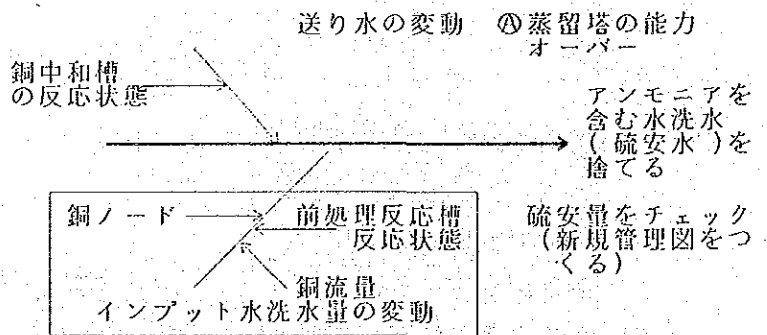 送り水の変動 Ⓐ蒸留塔の能力
オーバー
銅中和槽
の反応状態
アンモニアを
含む水洗水
(硫安水)を
捨てる
銅ノード
前処理反応槽
反応状態
硫安量をチェック
(新規管理図をつ
くる)
銅流量
インプット水洗水量の変動